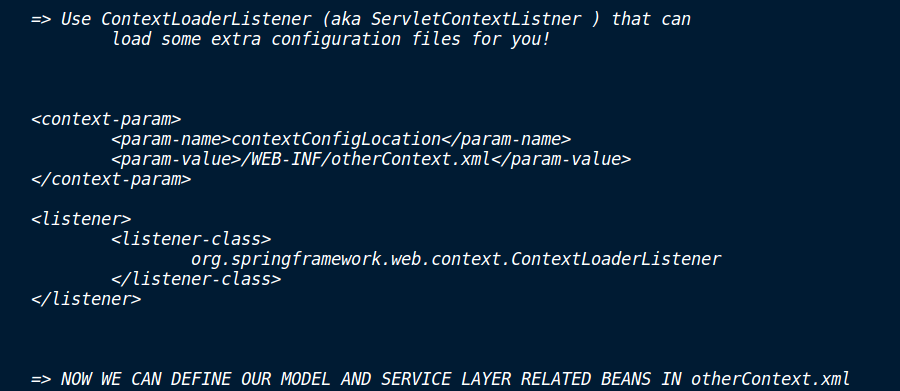 => Use ContextLoaderListener (aka ServletContextListner ) that can
load some extra configuration files for you!
<context-param>
<param-name>contextConfigLocation</param-name>
<param-value>/WEB-INF/otherContext.xml</param-value>
</context-param>
<listener>
<listener-class>
org.springframework.web.context.ContextLoaderListener
</listener-class>
</listener>
=> NOW WE CAN DEFINE OUR MODEL AND SERVICE LAYER RELATED BEANS IN otherContext.xml